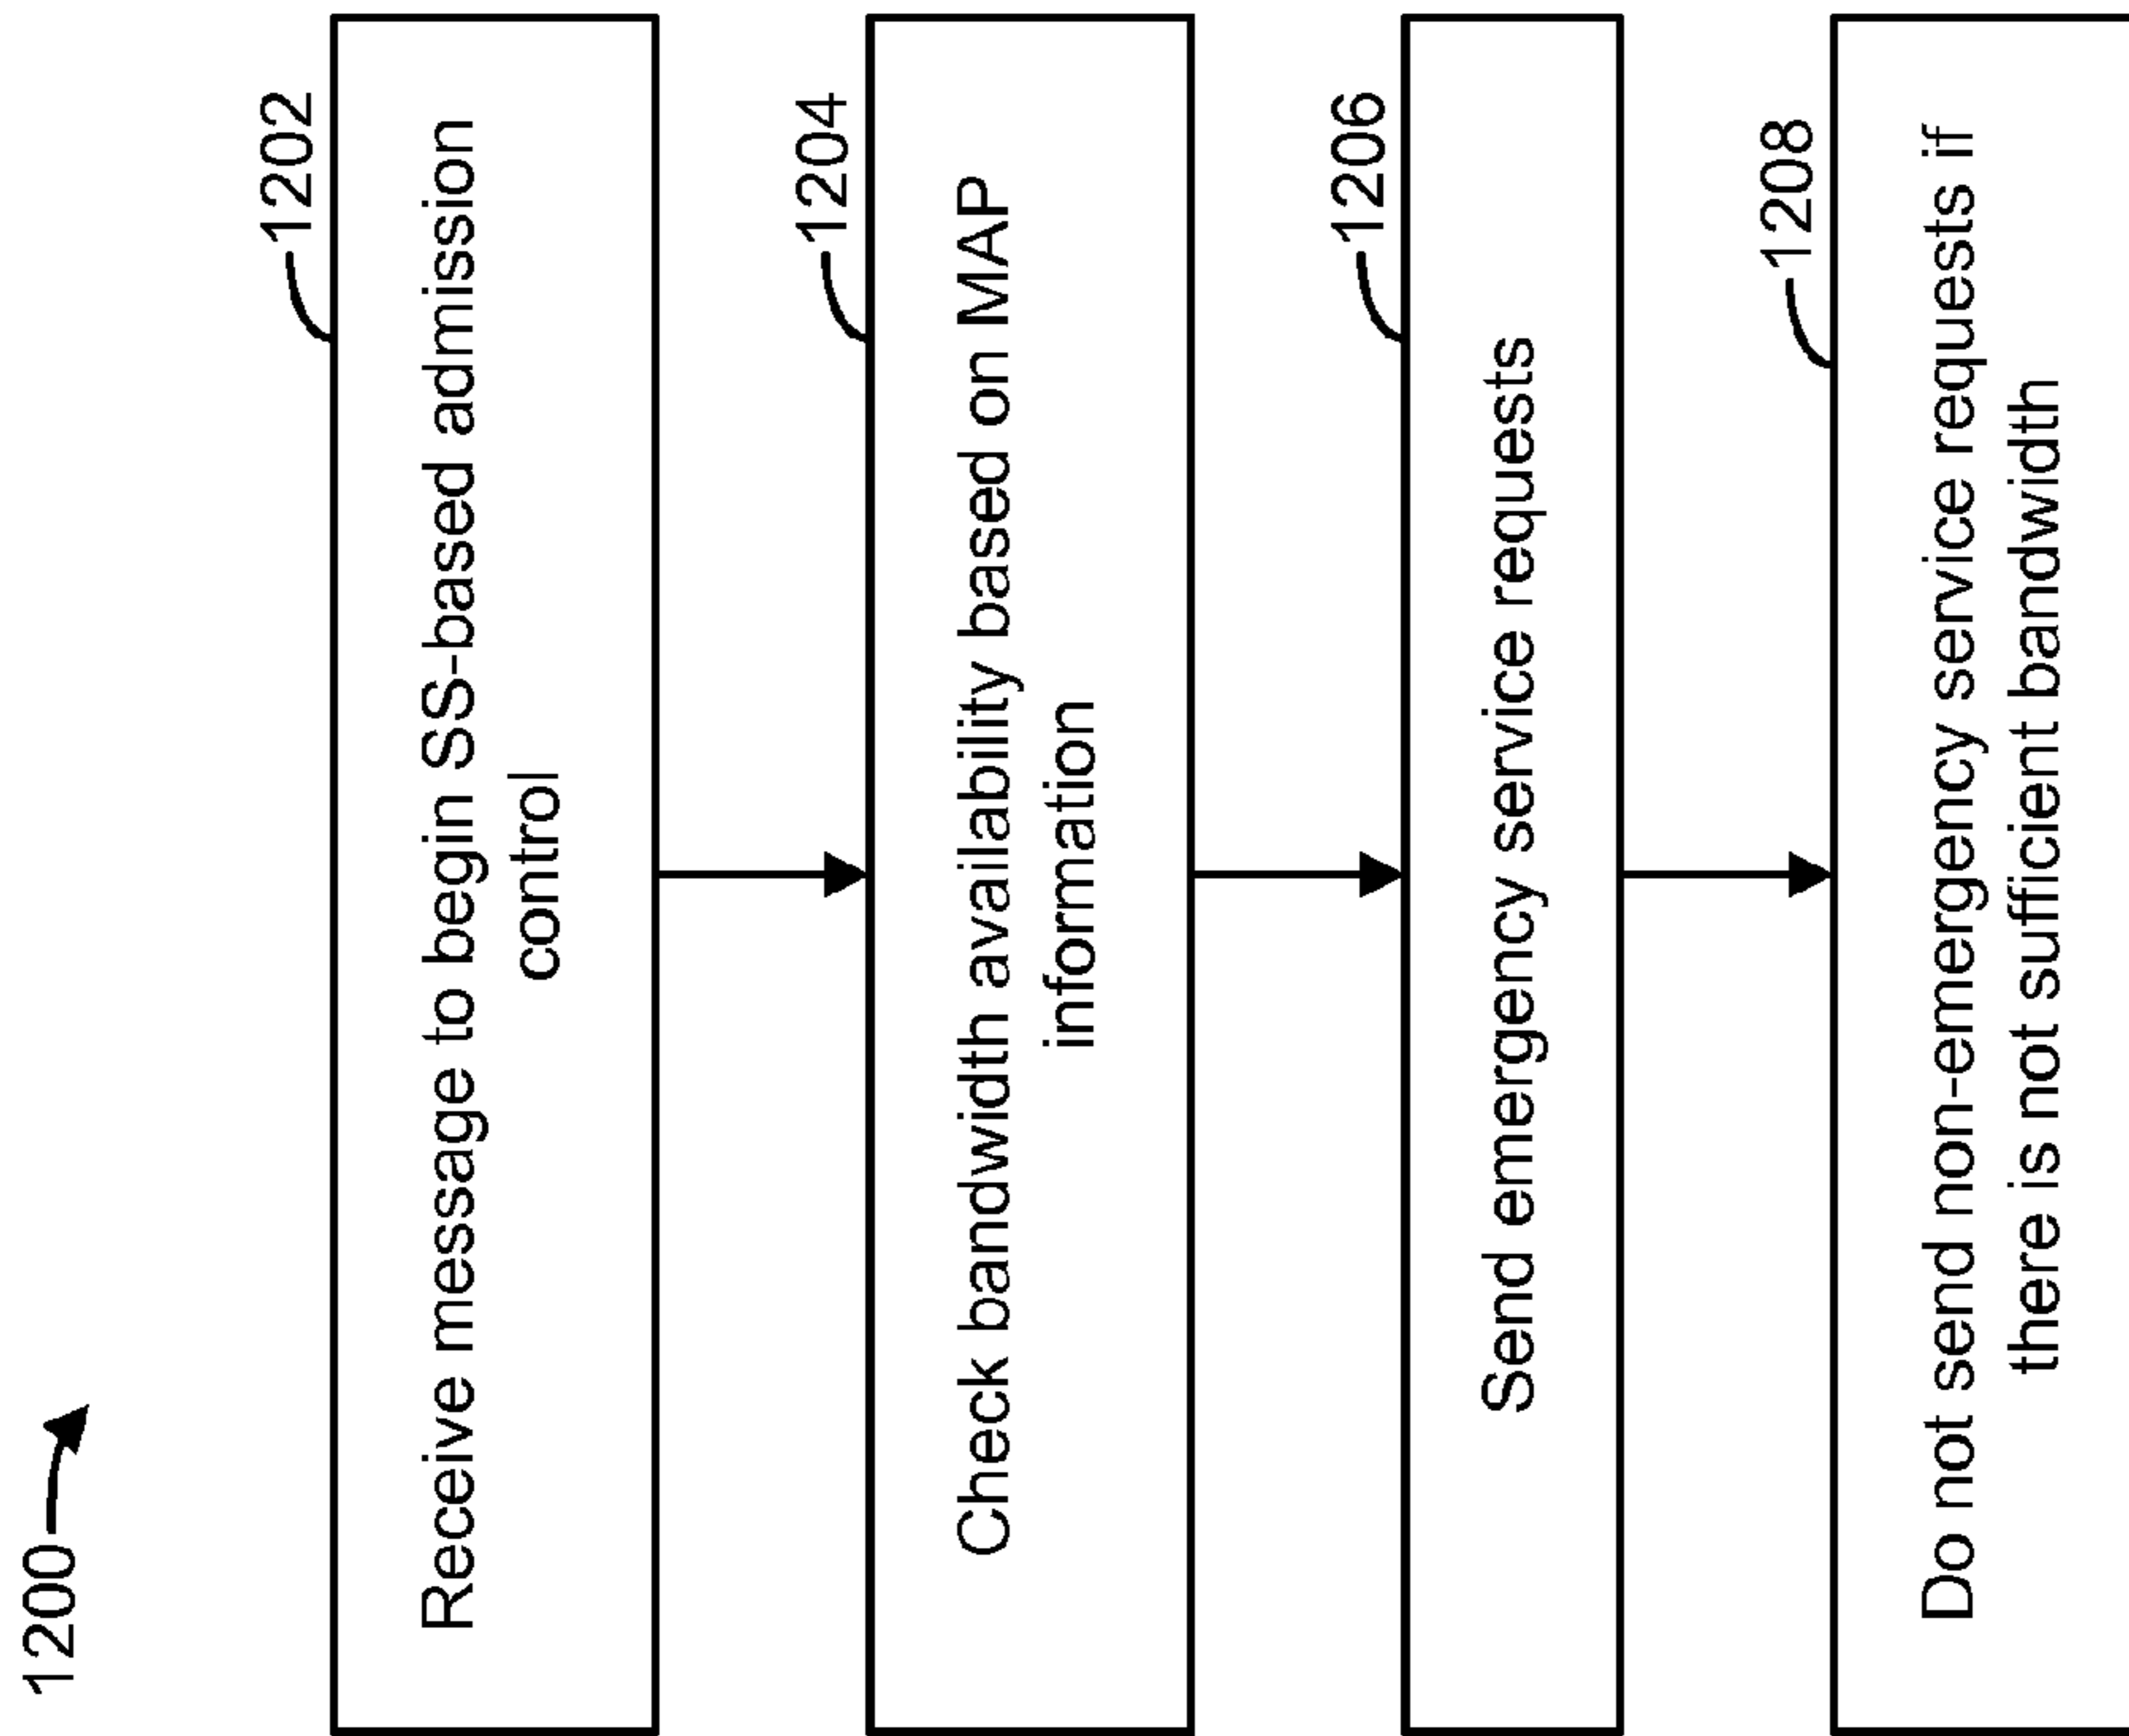 1200
1202
Receive message to begin SS-based admission
control
1204
Check bandwidth availability based on MAP
information
1206
Send emergency service requests
1208
Do not send non-emergency service requests if
there is not sufficient bandwidth